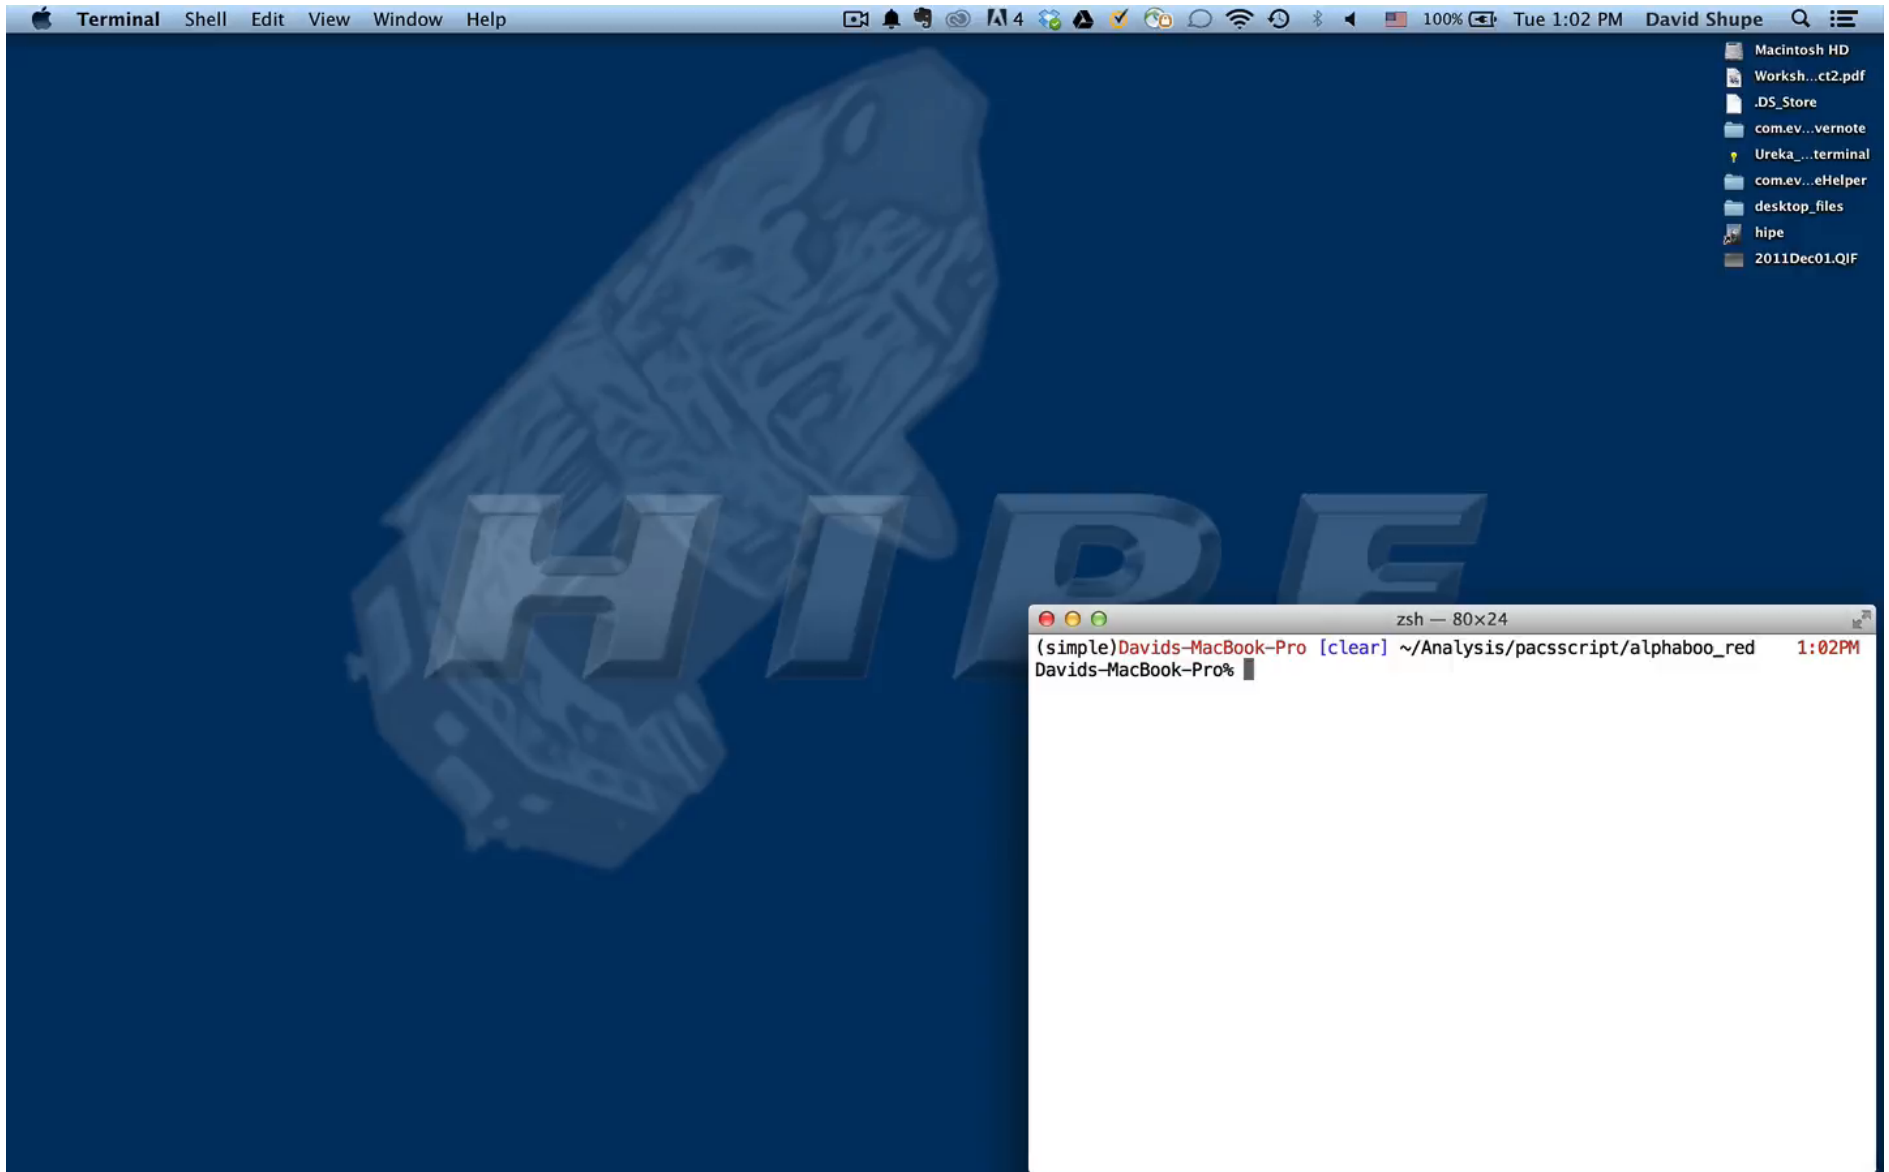 Terminal Shell Edit View Window Help 4 100% Tue 1:02 PM David Shupe
Macintosh HD
Worksh...ct2.pdf
.DS_Store
com.ev...vernote
Ureka_...terminal
com.ev...eHelper
desktop_files
hipe
2011Dec01.QIF
HIPE
zsh — 80×24
(simple)Davids-MacBook-Pro [clear] ~/Analysis/pacsscript/alphaboo_red 1:02PM
Davids-MacBook-Pro%